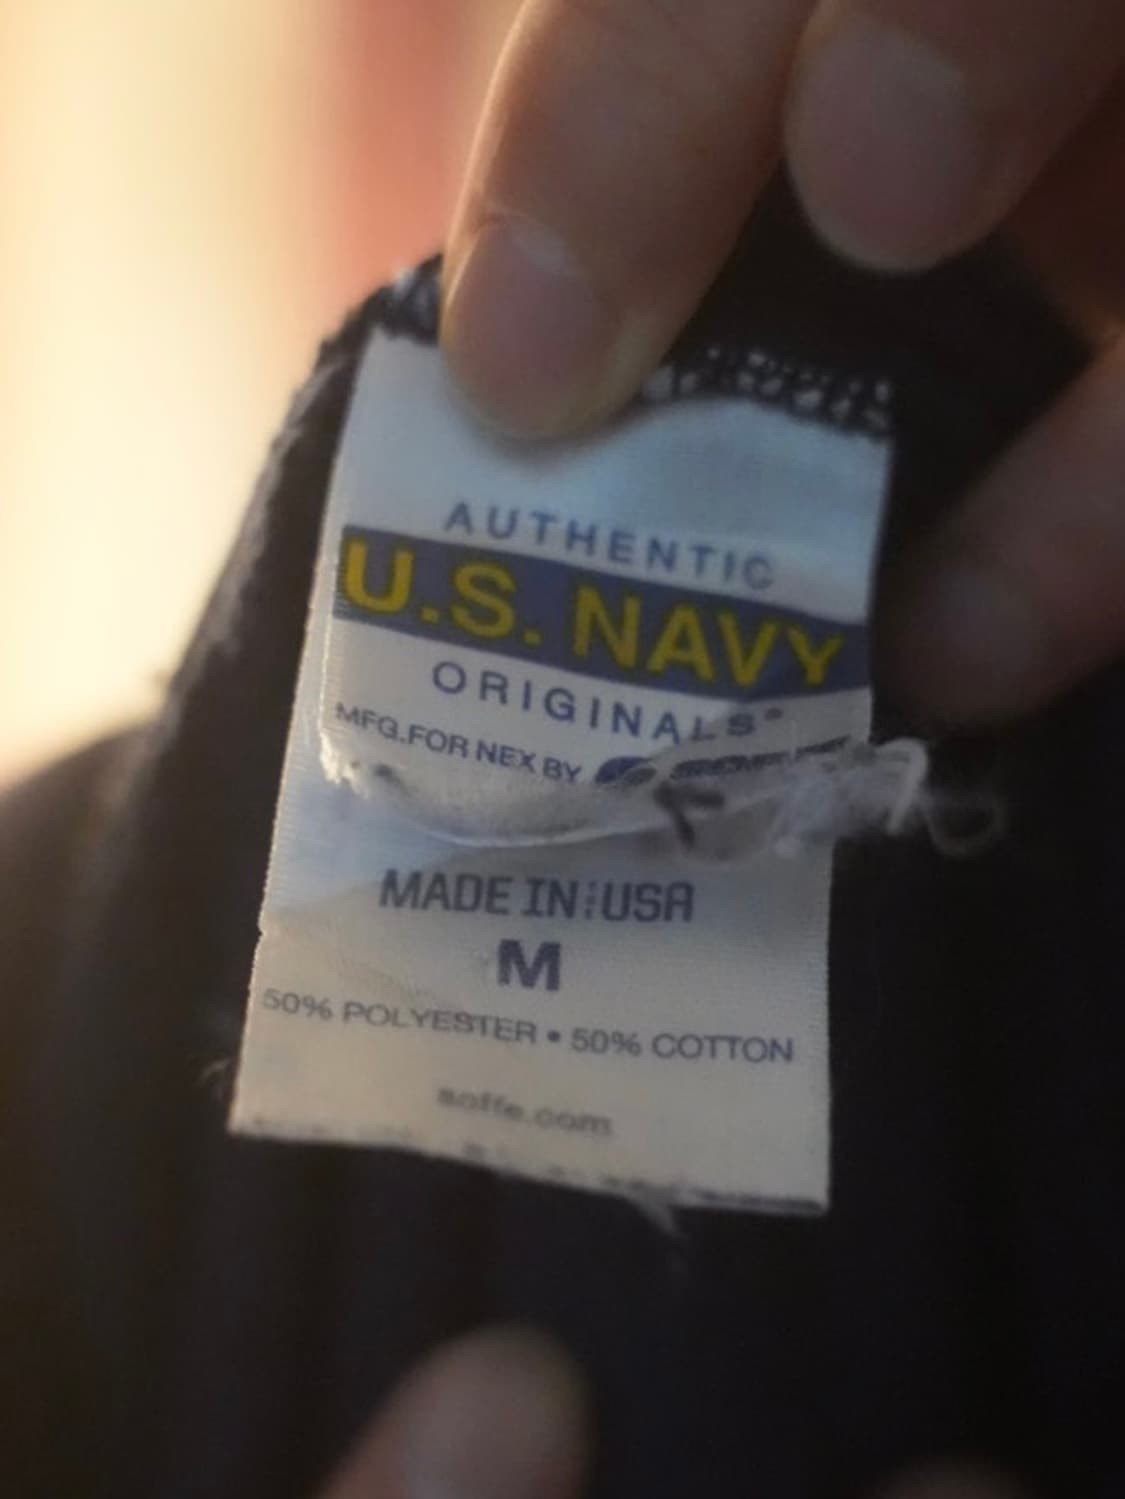 AUTHENTIC
U.S. NAVY
ORIGINALS
MFG. FOR NEX BY
MADE IN USA
M
50% POLYESTER • 50% COTTON
soffe.com